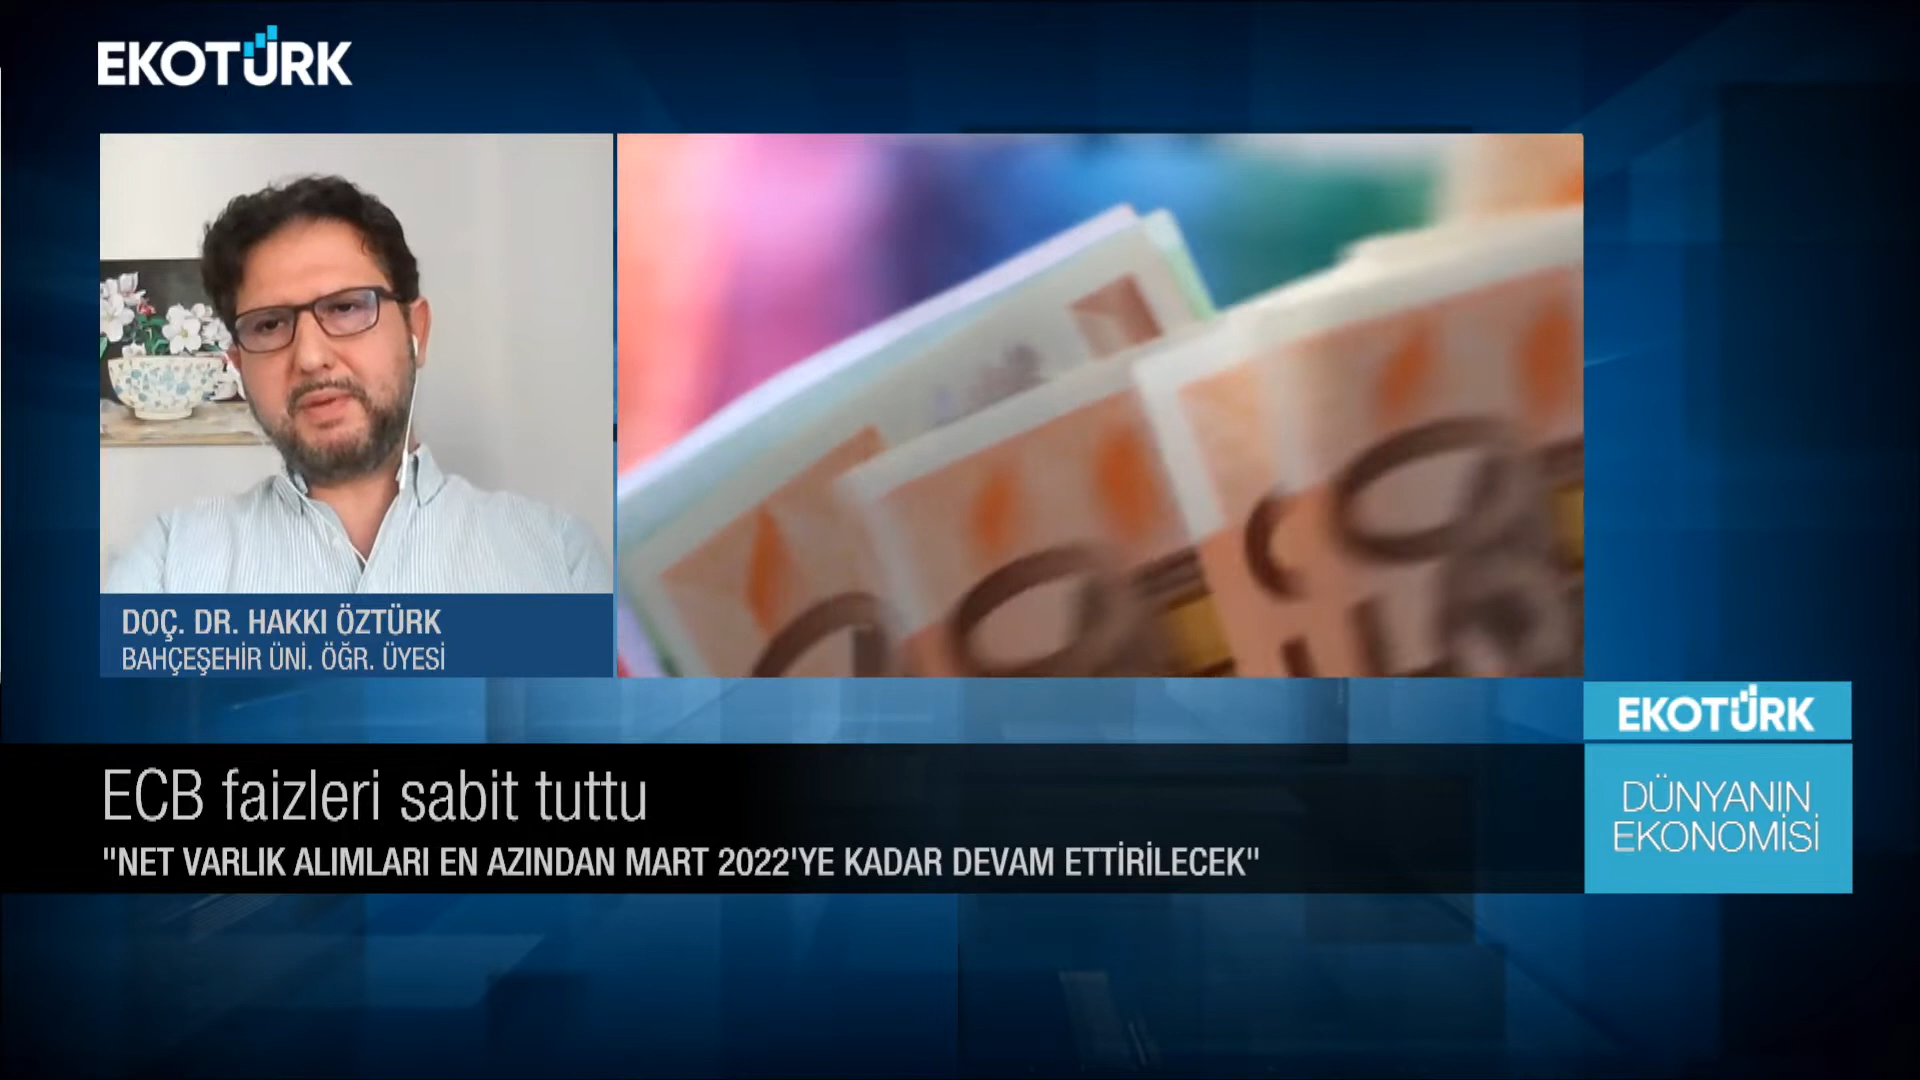 EKOTÜRK
DOÇ. DR. HAKKI ÖZTÜRK
BAHÇEŞEHİR ÜNİ. ÖĞR. ÜYESİ
EKOTÜRK
ECB faizleri sabit tuttu
"NET VARLIK ALIMLARI EN AZINDAN MART 2022'YE KADAR DEVAM ETTİRİLECEK"
DÜNYANIN
EKONOMİSİ